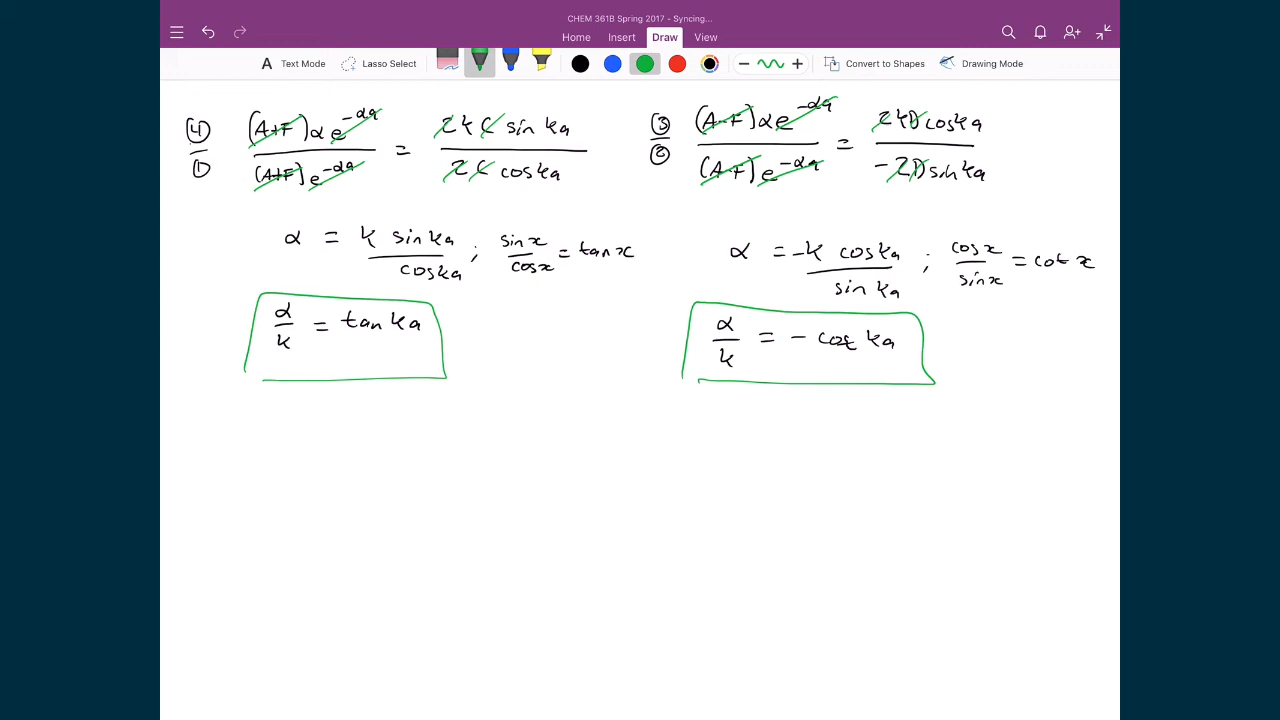 CHEM 361B Spring 2017 - Syncing...
Home Insert Draw View
A Text Mode Lasso Select Convert to Shapes Drawing Mode
④/① (A+F)αe^-αa / (A+F)e^-αa = 2kC sin ka / 2C cos ka
α = k sin ka / cos ka ; sin x / cos x = tan x
α/k = tan ka
③/② (A-F)αe^-αa / (A-F)e^-αa = 2kD cos ka / -2D sin ka
α = -k cos ka / sin ka ; cos x / sin x = cot x
α/k = - cot ka